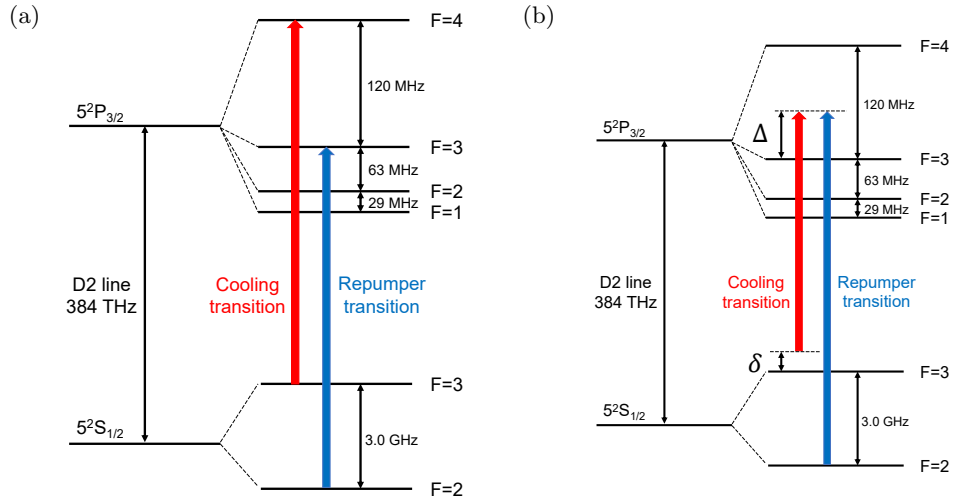 (a)
F=4
120 MHz
5²P₃/₂
F=3
63 MHz
F=2
29 MHz
F=1
D2 line
384 THz
Cooling
transition
Repumper
transition
F=3
5²S₁/₂
3.0 GHz
F=2
(b)
F=4
120 MHz
Δ
5²P₃/₂
F=3
63 MHz
F=2
29 MHz
F=1
D2 line
384 THz
Cooling
transition
Repumper
transition
δ
F=3
5²S₁/₂
3.0 GHz
F=2